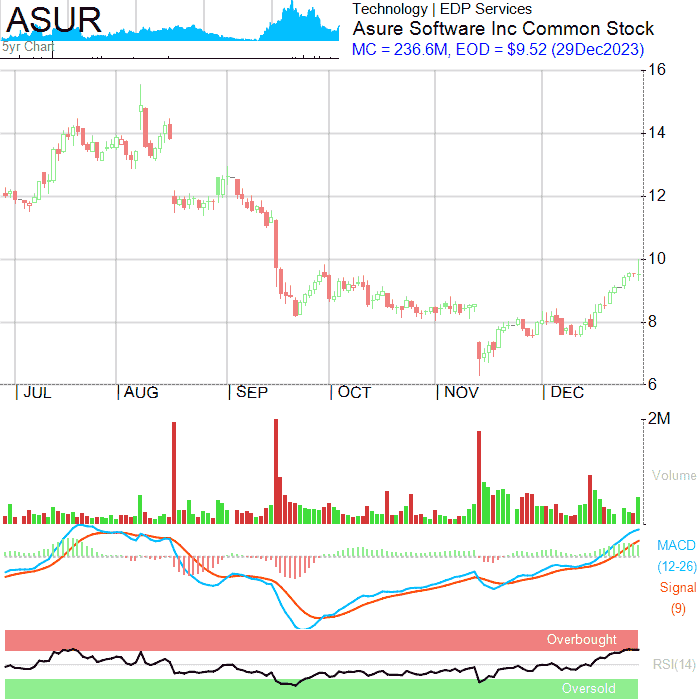 ASUR
5yr Chart
Technology | EDP Services
Asure Software Inc Common Stock
MC = 236.6M, EOD = $9.52 (29Dec2023)
16
14
12
10
8
6
JUL AUG SEP OCT NOV DEC
2M
Volume
MACD
(12-26)
Signal
(9)
Overbought
RSI(14)
Oversold